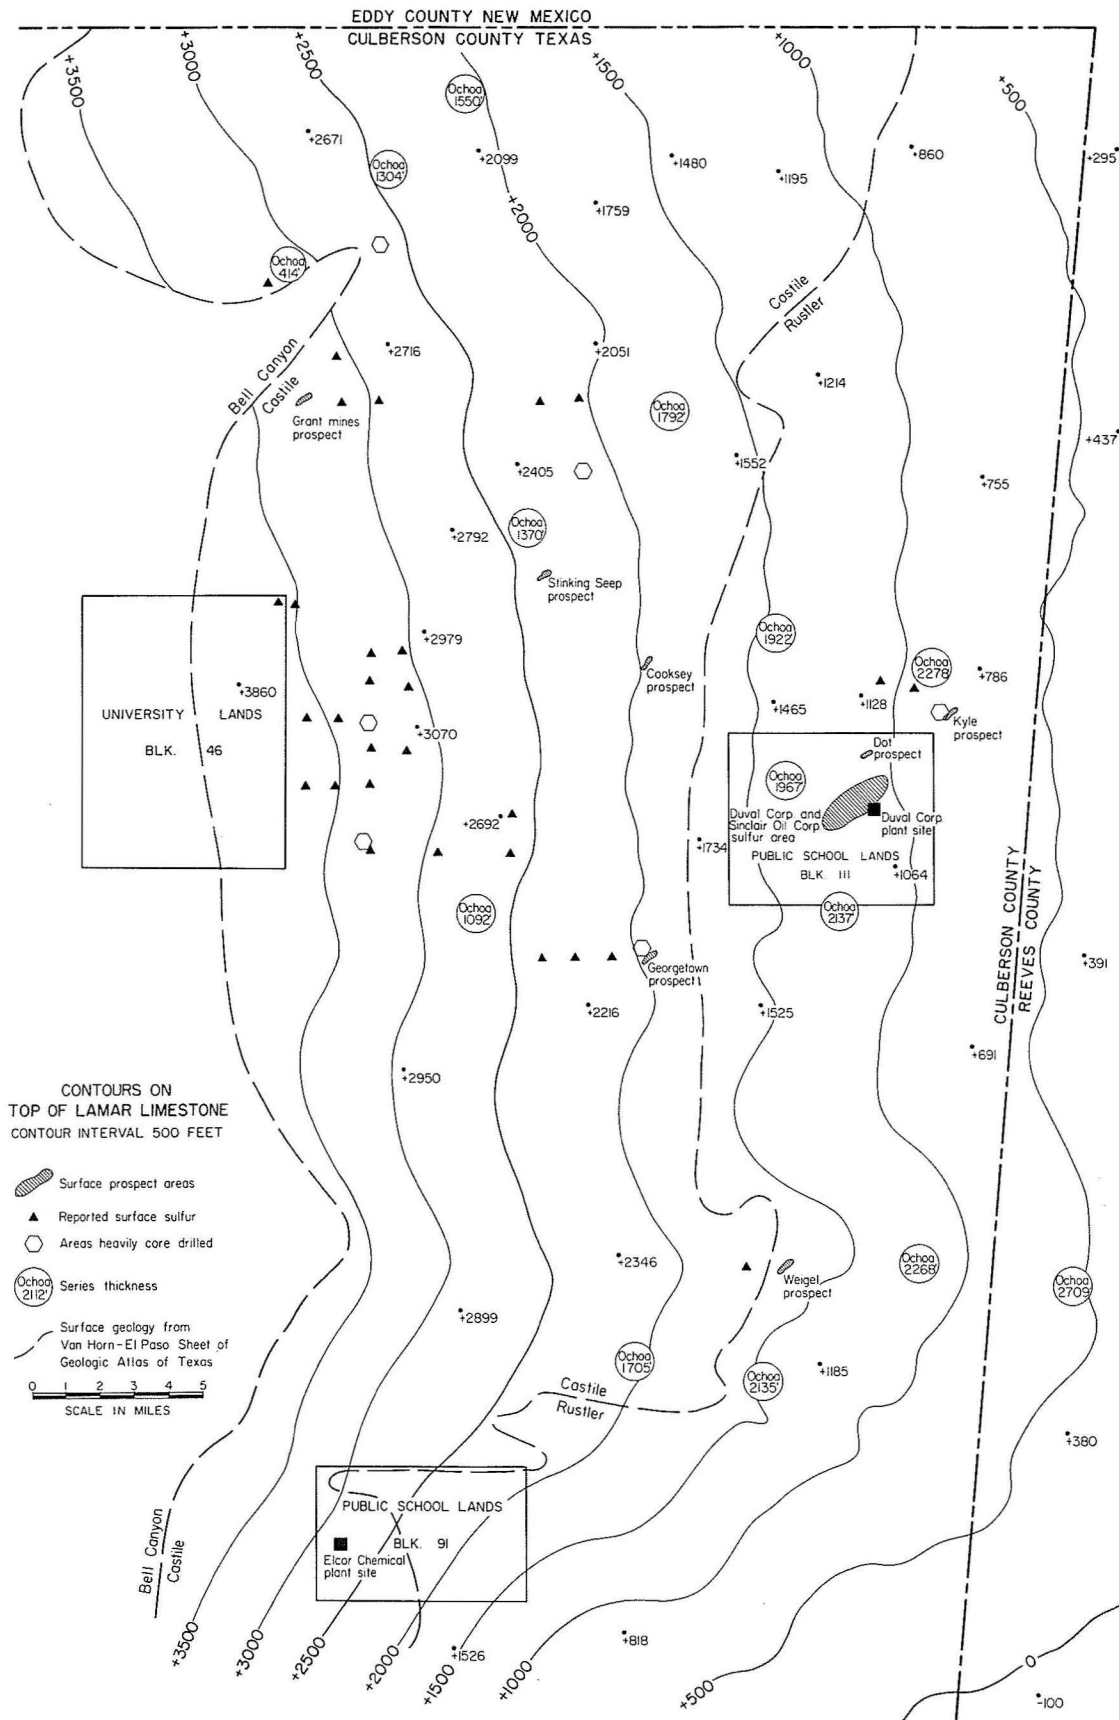 EDDY COUNTY NEW MEXICO
CULBERSON COUNTY TEXAS
+3500
+3000
+2500
+1500
+1000
+500
Ochoa
1550'
+2671
+2099
+1480
+1195
+860
+295
Ochoa
1304'
+1759
+2000
Ochoa
414'
Castile
Rustler
+2716
+2051
+1214
Bell Canyon
Castile
Grant mines
prospect
Ochoa
1792'
+437
+2405
+1552
+755
Ochoa
1370'
+2792
Stinking Seep
prospect
+2979
Ochoa
1922'
Ochoa
2278'
Cooksey
prospect
+786
+3860
UNIVERSITY LANDS
BLK. 46
+1465
+1128
Kyle
prospect
+3070
Dot
prospect
Ochoa
1967'
+2692
Duval Corp. and
Sinclair Oil Corp.
sulfur area
Duval Corp.
plant site
+1734
PUBLIC SCHOOL LANDS
BLK. 111
+1064
Ochoa
1092'
Ochoa
2137'
CULBERSON COUNTY
REEVES COUNTY
Georgetown
prospect
+391
+2216
+1525
+691
+2950
CONTOURS ON
TOP OF LAMAR LIMESTONE
CONTOUR INTERVAL 500 FEET
Surface prospect areas
Reported surface sulfur
Areas heavily core drilled
Ochoa
2112'
Series thickness
Surface geology from
Van Horn-El Paso Sheet of
Geologic Atlas of Texas
0 1 2 3 4 5
SCALE IN MILES
+2346
Weigel
prospect
Ochoa
2268'
Ochoa
2709'
+2899
Ochoa
1705'
Ochoa
2135'
+1185
Castile
Rustler
+380
PUBLIC SCHOOL LANDS
BLK. 91
Elcor Chemical
plant site
Bell Canyon
Castile
+3500
+3000
+2500
+2000
+1500
+1526
+1000
+818
+500
0
-100